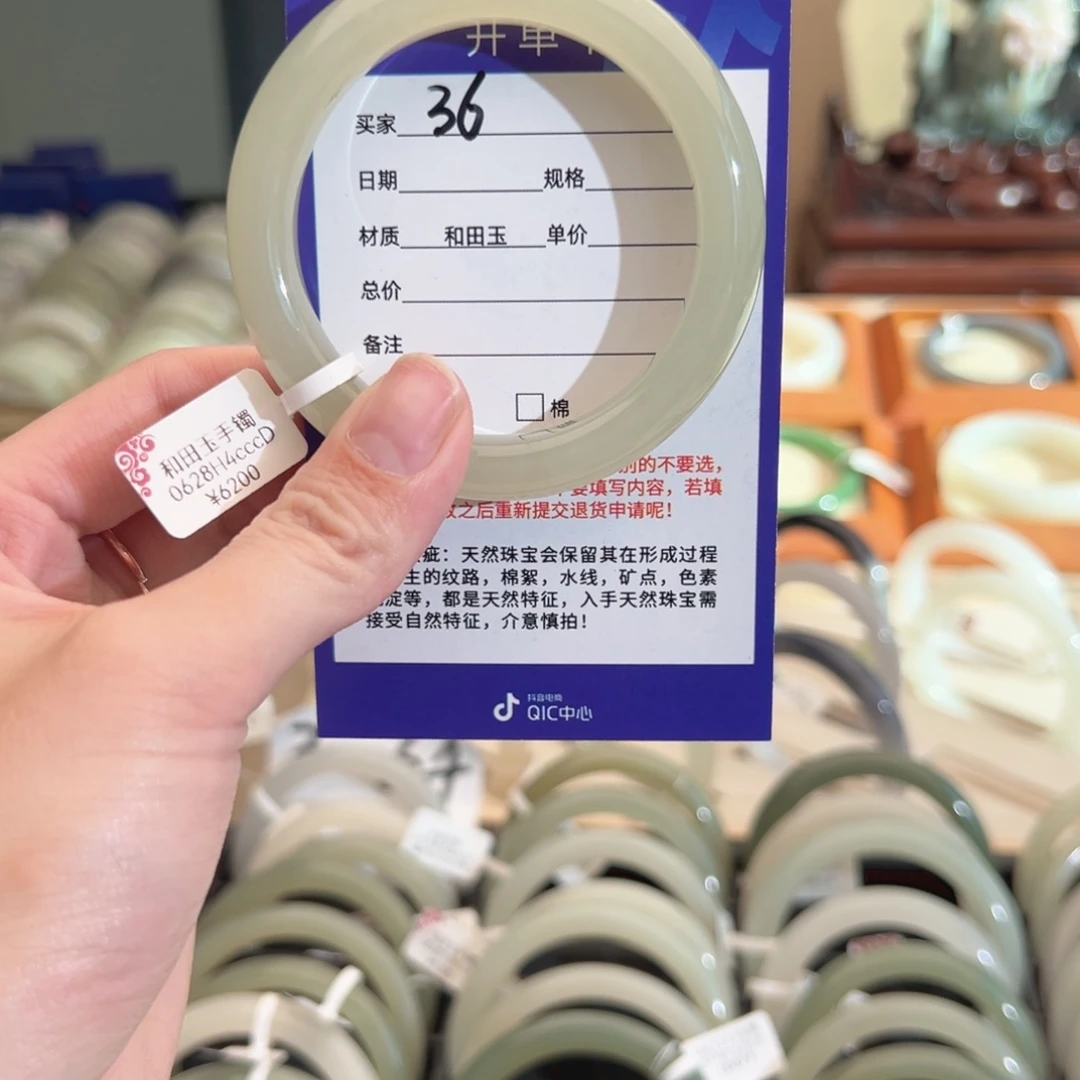 开单卡
买家 36
日期 规格
材质 和田玉 单价
总价
备注
棉
和田玉手镯
0628H4cccD
¥6200
别的不要选，
要填写内容，若填
之后重新提交退货申请呢！
疵：天然珠宝会保留其在形成过程
的纹路，棉絮，水线，矿点，色素
淀等，都是天然特征，入手天然珠宝需
接受自然特征，介意慎拍！
抖音电商
QIC中心